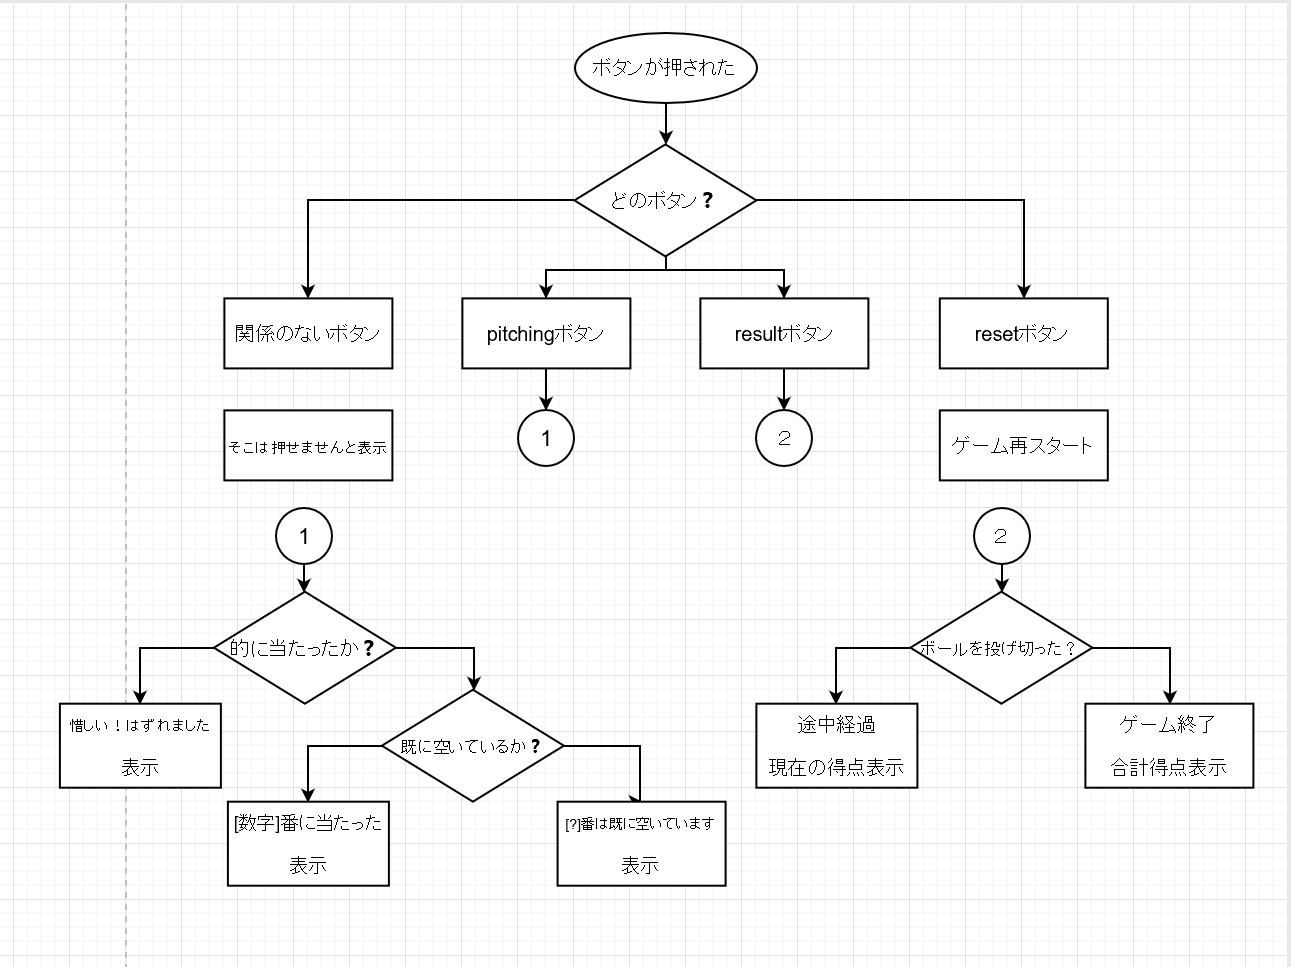 ボタンが押された
どのボタン？
関係のないボタン
pitchingボタン
resultボタン
resetボタン
そこは押せませんと表示
1
2
ゲーム再スタート
1
2
的に当たったか？
ボールを投げ切った？
惜しい！はずれました
表示
既に空いているか？
途中経過
現在の得点表示
ゲーム終了
合計得点表示
[数字]番に当たった
表示
[?]番は既に空いています
表示